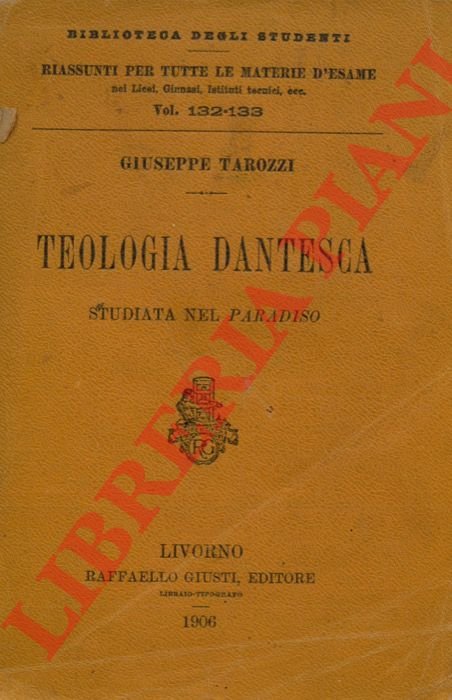 BIBLIOTECA DEGLI STUDENTI
RIASSUNTI PER TUTTE LE MATERIE D'ESAME
nei Licei, Ginnasi, Istituti tecnici, ecc.
Vol. 132-133
GIUSEPPE TAROZZI
TEOLOGIA DANTESCA
STUDIATA NEL PARADISO
RG
LIVORNO
RAFFAELLO GIUSTI, EDITORE
LIBRAIO-TIPOGRAFO
1906
LIBRERIA PIANI